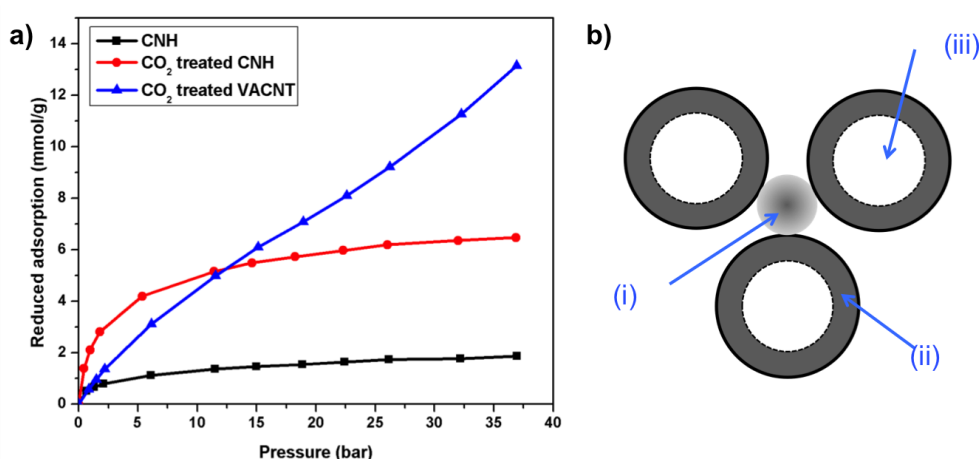 a)
CNH
CO2 treated CNH
CO2 treated VACNT
Reduced adsorption (mmol/g)
14
12
10
8
6
4
2
0
0 5 10 15 20 25 30 35 40
Pressure (bar)
b)
(iii)
(i)
(ii)